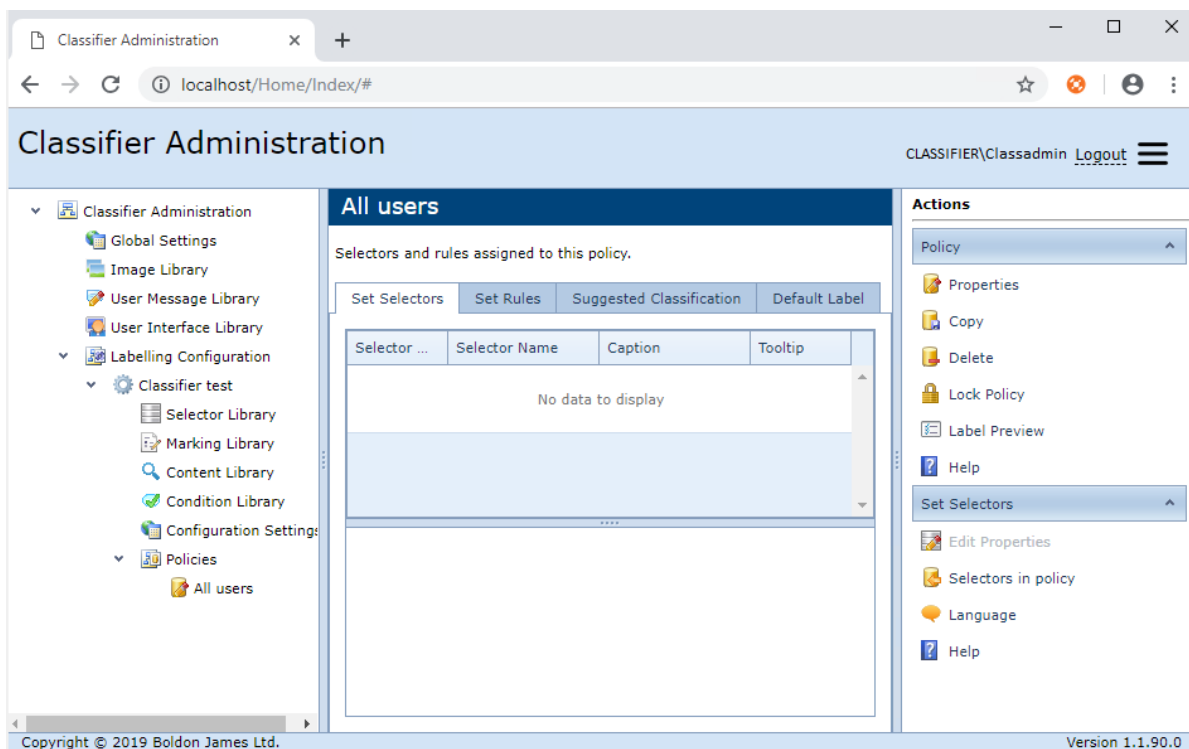 Classifier Administration
localhost/Home/Index/#
Classifier Administration
CLASSIFIER\Classadmin Logout
Classifier Administration
Global Settings
Image Library
User Message Library
User Interface Library
Labelling Configuration
Classifier test
Selector Library
Marking Library
Content Library
Condition Library
Configuration Settings
Policies
All users
All users
Selectors and rules assigned to this policy.
Set Selectors Set Rules Suggested Classification Default Label
Selector ... Selector Name Caption Tooltip
No data to display
Actions
Policy
Properties
Copy
Delete
Lock Policy
Label Preview
Help
Set Selectors
Edit Properties
Selectors in policy
Language
Help
Copyright © 2019 Boldon James Ltd. Version 1.1.90.0